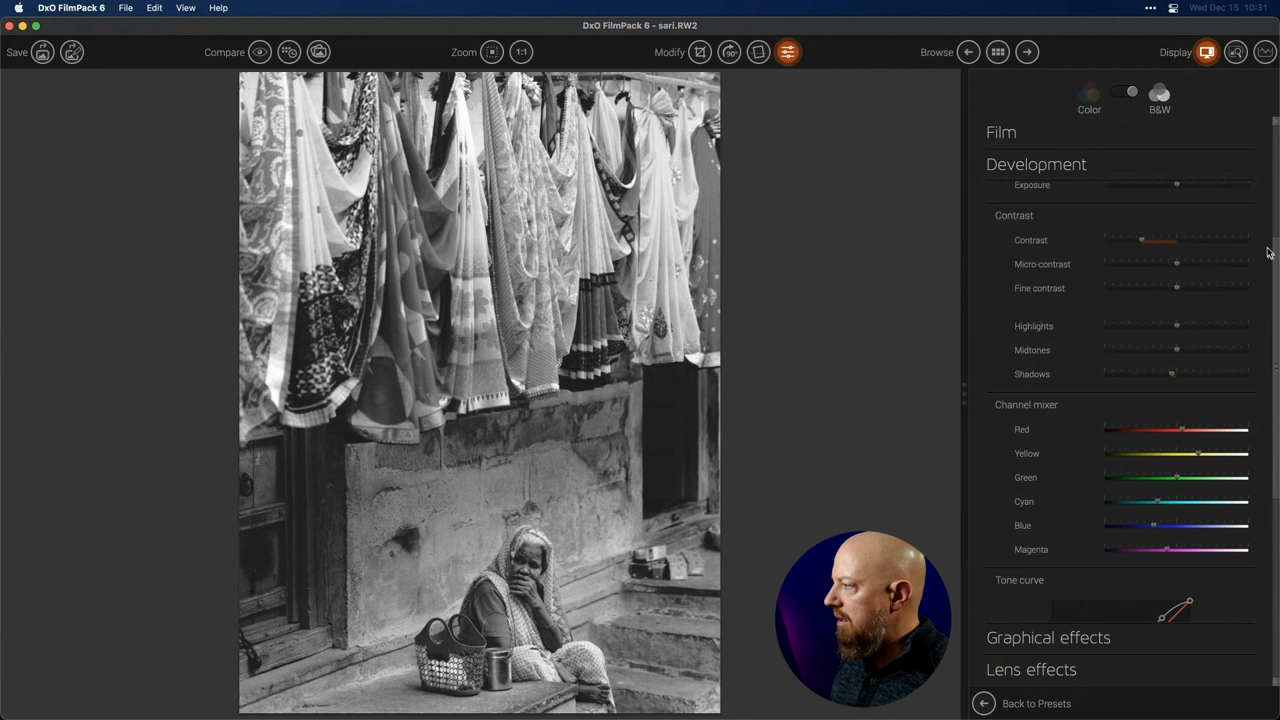 DxO FilmPack 6 File Edit View Help Wed Dec 15 10:31
DxO FilmPack 6 - sari.RW2
Save Compare Zoom 1:1 Modify 90° Browse Display
Color B&W
Film
Development
Exposure
Contrast
Contrast
Micro-contrast
Fine contrast
Highlights
Midtones
Shadows
Channel mixer
Red
Yellow
Green
Cyan
Blue
Magenta
Tone curve
Graphical effects
Lens effects
Back to Presets